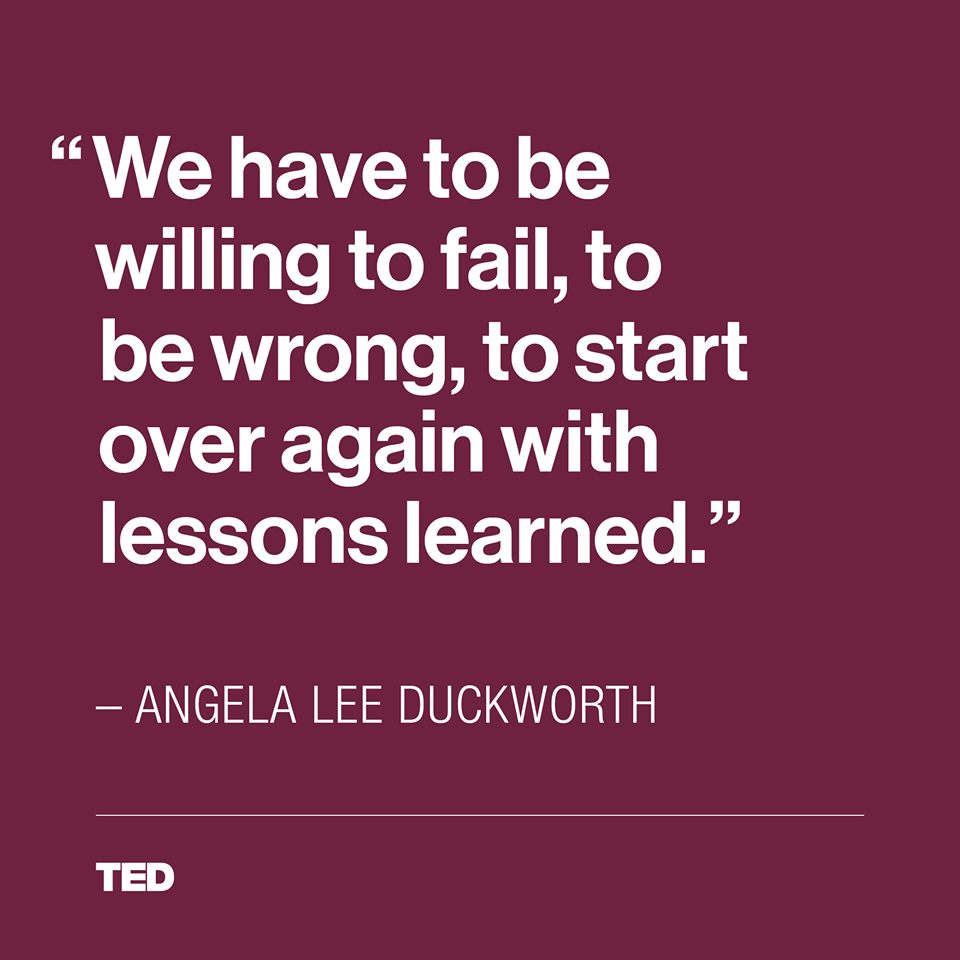 “We have to be
willing to fail, to
be wrong, to start
over again with
lessons learned.”
– ANGELA LEE DUCKWORTH
TED